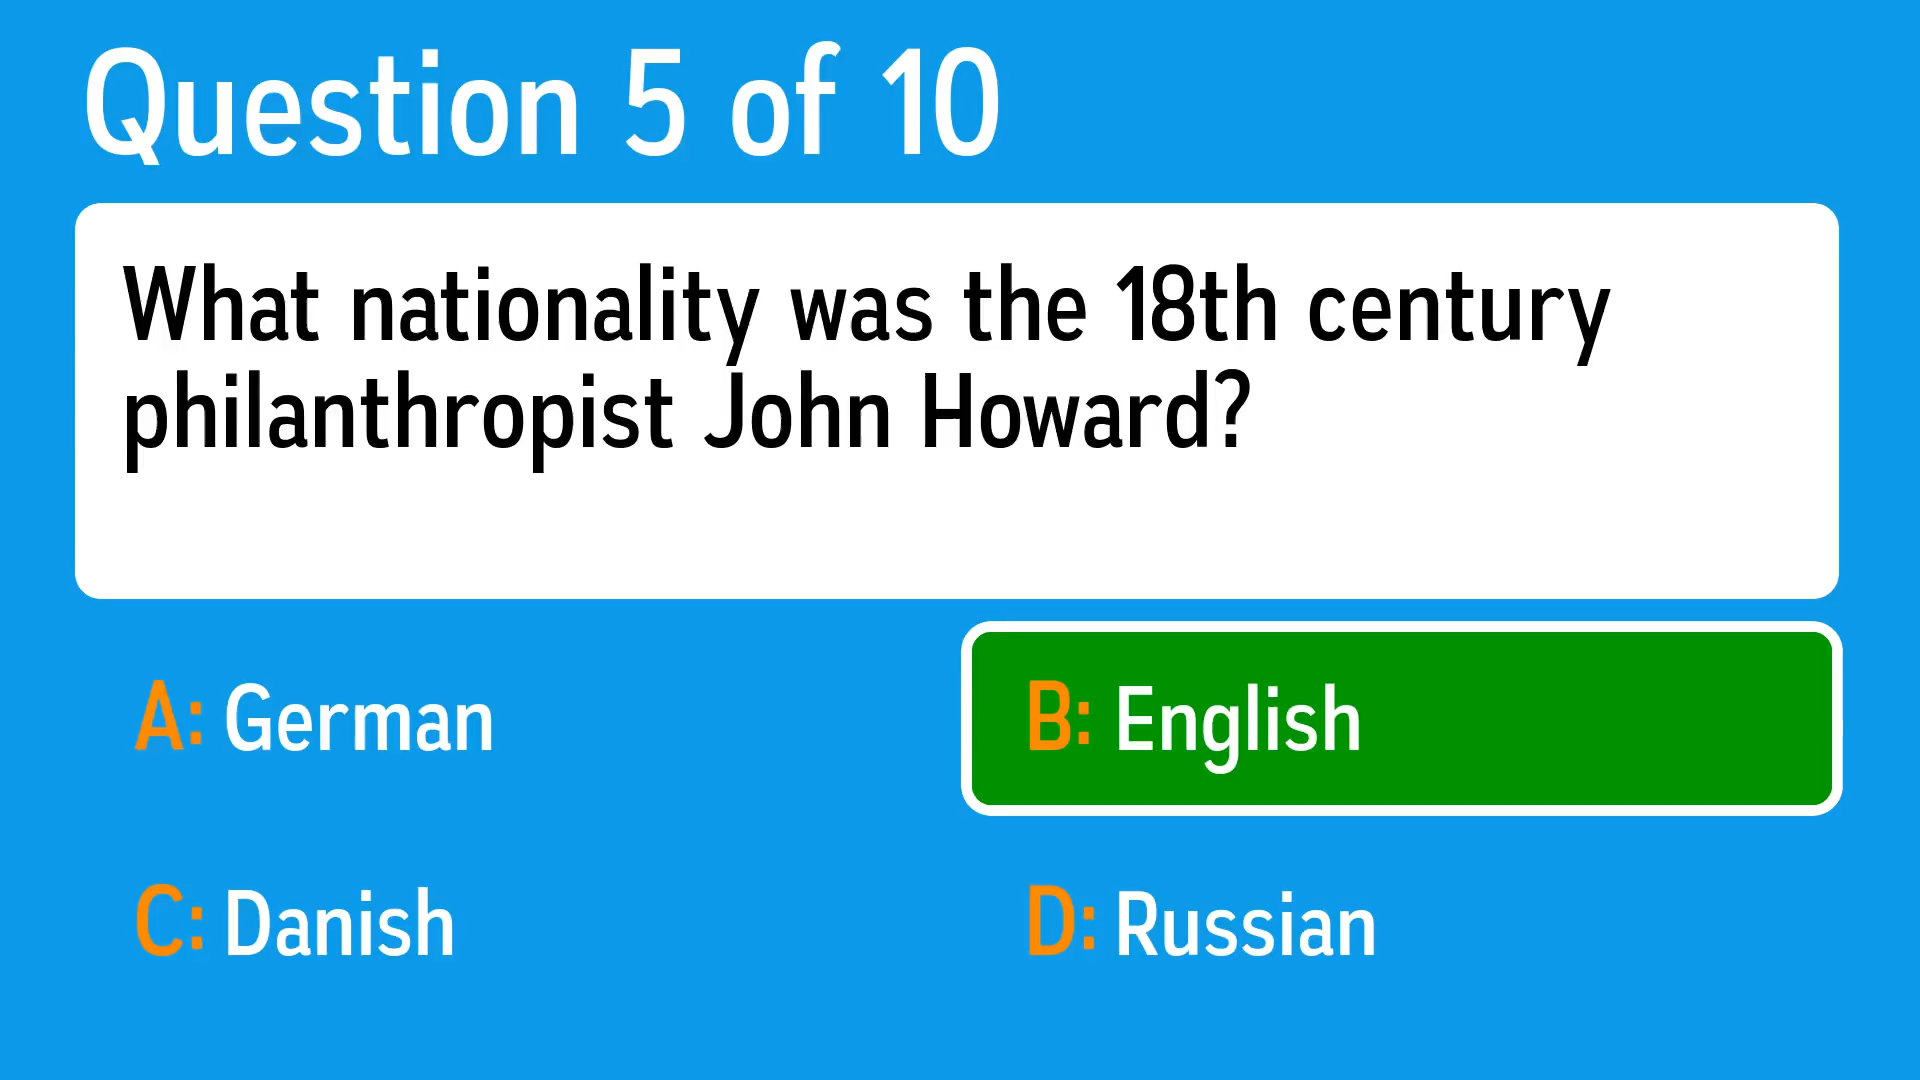 Question 5 of 10
What nationality was the 18th century
philanthropist John Howard?
A: German
B: English
C: Danish
D: Russian